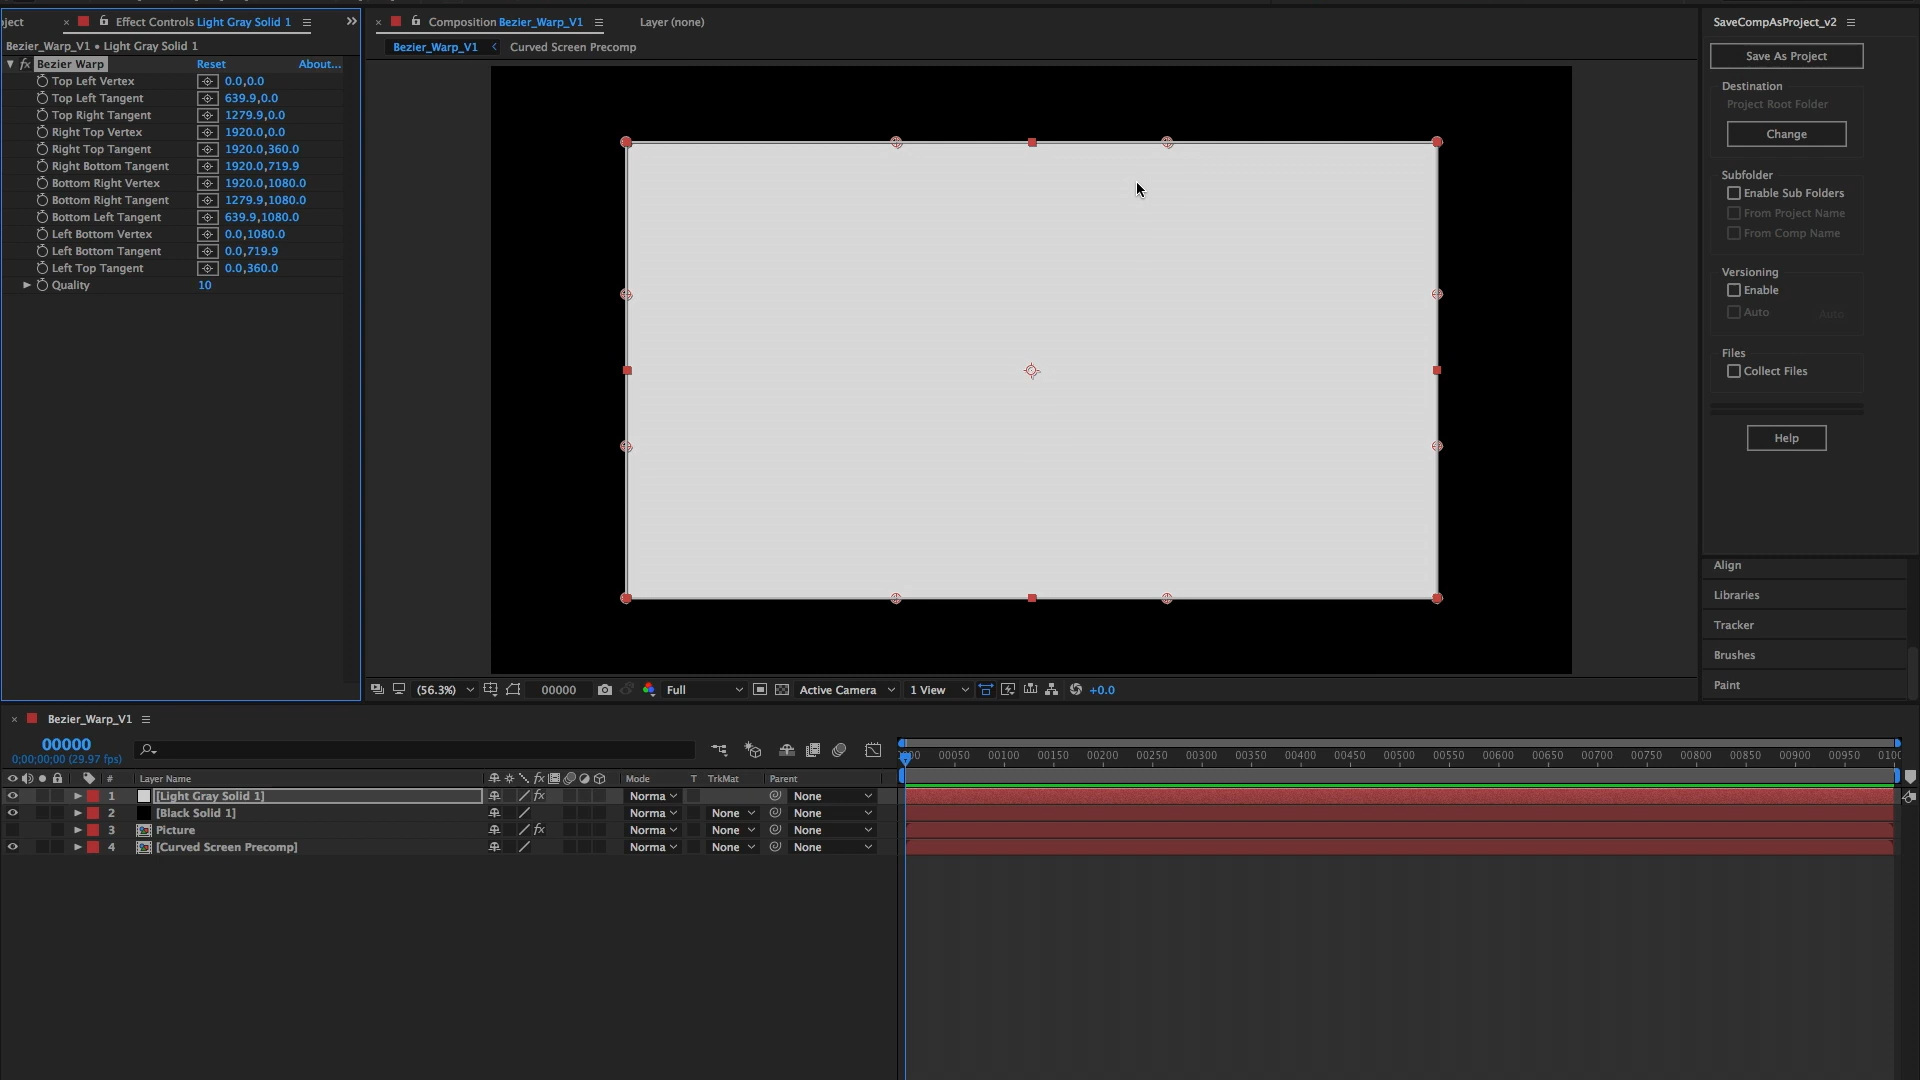 ject
× Effect Controls Light Gray Solid 1 ≡ »
× Composition Bezier_Warp_V1 ≡
Layer (none)
SaveCompAsProject_v2 ≡
Bezier_Warp_V1 • Light Gray Solid 1
Bezier_Warp_V1 < Curved Screen Precomp
fx Bezier Warp Reset About...
Top Left Vertex 0.0,0.0
Top Left Tangent 639.9,0.0
Top Right Tangent 1279.9,0.0
Right Top Vertex 1920.0,0.0
Right Top Tangent 1920.0,360.0
Right Bottom Tangent 1920.0,719.9
Bottom Right Vertex 1920.0,1080.0
Bottom Right Tangent 1279.9,1080.0
Bottom Left Tangent 639.9,1080.0
Left Bottom Vertex 0.0,1080.0
Left Bottom Tangent 0.0,719.9
Left Top Tangent 0.0,360.0
Quality 10
Save As Project
Destination
Project Root Folder
Change
Subfolder
Enable Sub Folders
From Project Name
From Comp Name
Versioning
Enable
Auto Auto
Files
Collect Files
Help
Align
Libraries
Tracker
Brushes
Paint
(56.3%) 00000 Full Active Camera 1 View +0.0
× Bezier_Warp_V1 ≡
00000
0;00;00;00 (29.97 fps)
000 00050 00100 00150 00200 00250 00300 00350 00400 00450 00500 00550 00600 00650 00700 00750 00800 00850 00900 00950 0100
# Layer Name fx Mode T TrkMat Parent
1 [Light Gray Solid 1] fx Norma None
2 [Black Solid 1] Norma None None
3 Picture fx Norma None None
4 [Curved Screen Precomp] Norma None None